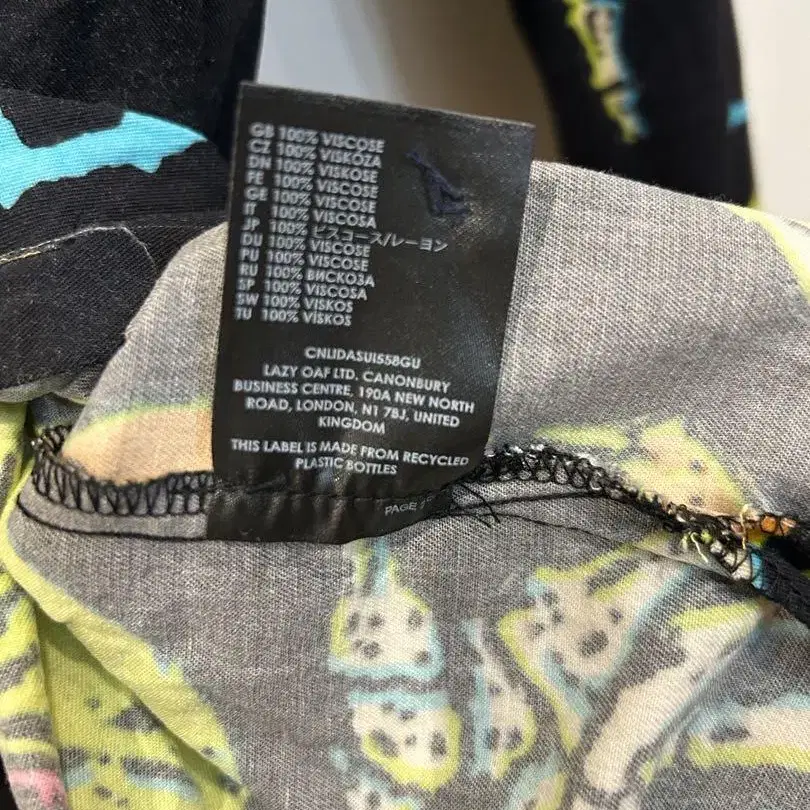 GB 100% VISCOSE
CZ 100% VISKÓZA
DN 100% VISKOSE
FE 100% VISCOSE
GE 100% VISCOSE
IT 100% VISCOSA
JP 100% ビスコース/レーヨン
DU 100% VISCOSE
PU 100% VISCOSE
RU 100% ВИСКОЗА
SP 100% VISCOSA
SW 100% VISKOS
TU 100% VİSKOS
CNLIDASUI558GU
LAZY OAF LTD. CANONBURY
BUSINESS CENTRE, 190A NEW NORTH
ROAD, LONDON, N1 7BJ, UNITED
KINGDOM
THIS LABEL IS MADE FROM RECYCLED
PLASTIC BOTTLES
PAGE